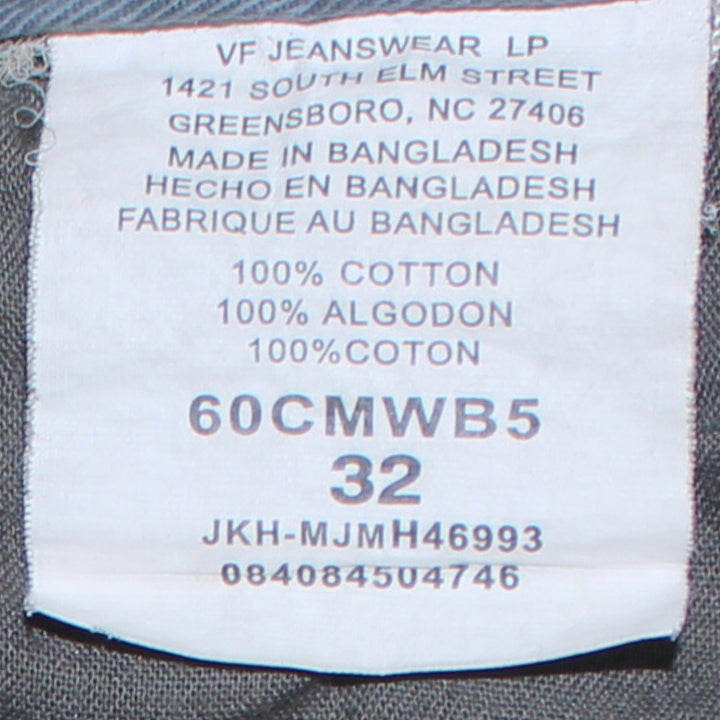 VF JEANSWEAR LP
1421 SOUTH ELM STREET
GREENSBORO, NC 27406
MADE IN BANGLADESH
HECHO EN BANGLADESH
FABRIQUE AU BANGLADESH
100% COTTON
100% ALGODON
100%COTON
60CMWB5
32
JKH-MJMH46993
084084504746